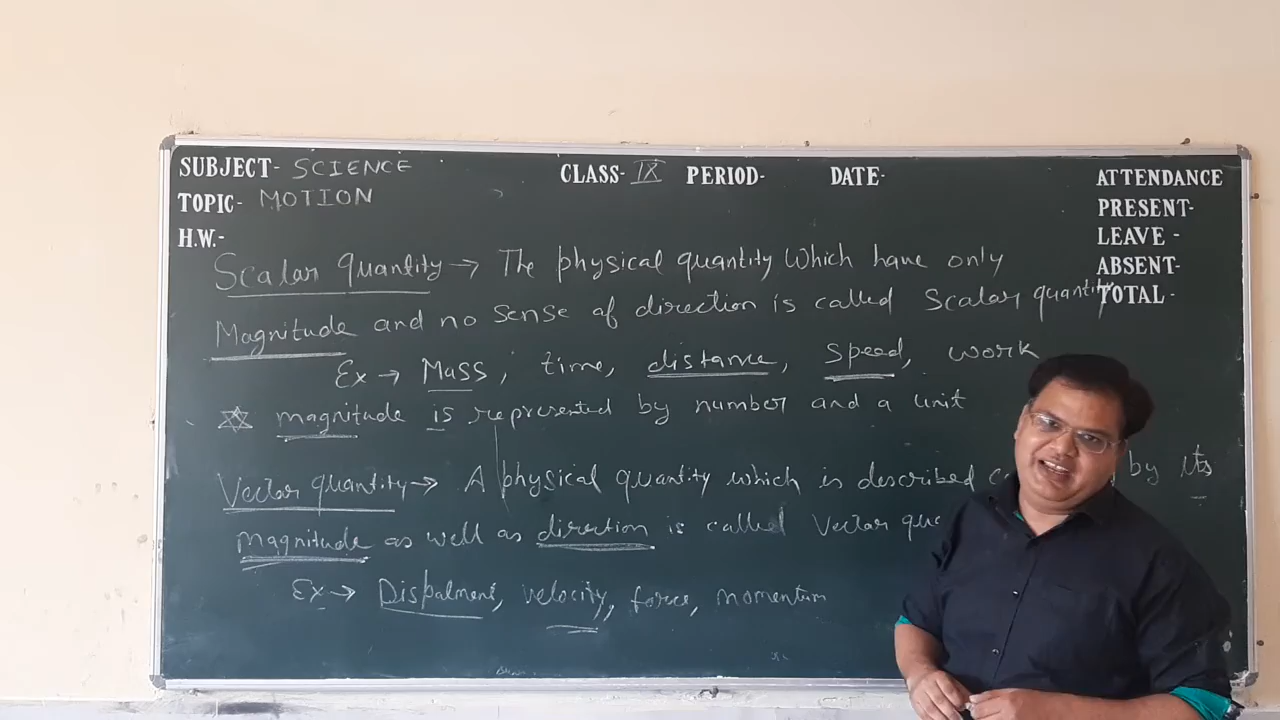 SUBJECT- SCIENCE CLASS- IX PERIOD- DATE- ATTENDANCE
TOPIC- MOTION PRESENT-
H.W.- LEAVE -
ABSENT-
TOTAL -
Scalar quantity → The physical quantity which have only
Magnitude and no sense of direction is called Scalar quantity
Ex → Mass, time, distance, Speed, work
magnitude is represented by number and a unit
Vector quantity → A physical quantity which is described by its
magnitude as well as direction is called Vector
Ex → Dispalment, velocity, force, momentum